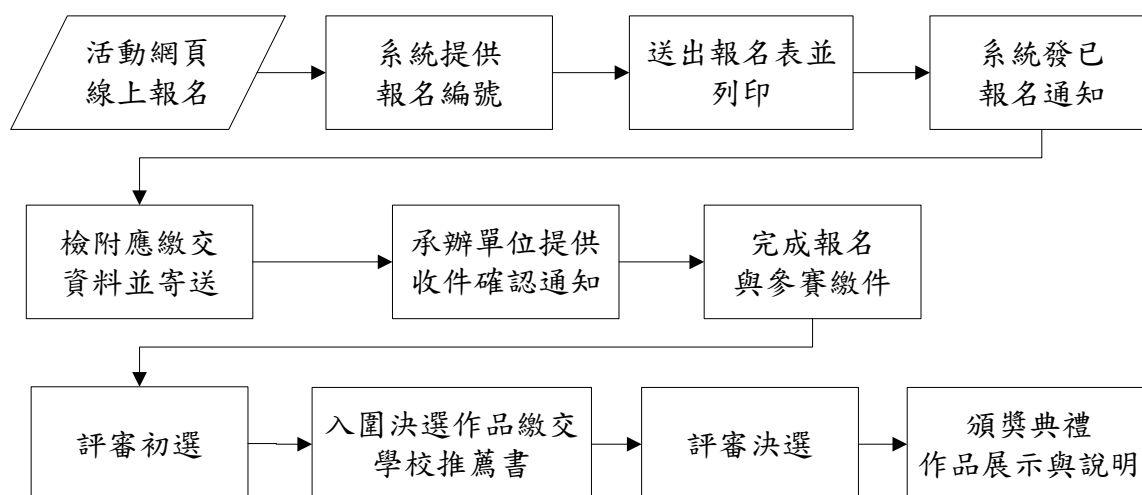 活動網頁
線上報名
系統提供
報名編號
送出報名表並
列印
系統發已
報名通知
檢附應繳交
資料並寄送
承辦單位提供
收件確認通知
完成報名
與參賽繳件
評審初選
入圍決選作品繳交
學校推薦書
評審決選
頒獎典禮
作品展示與說明